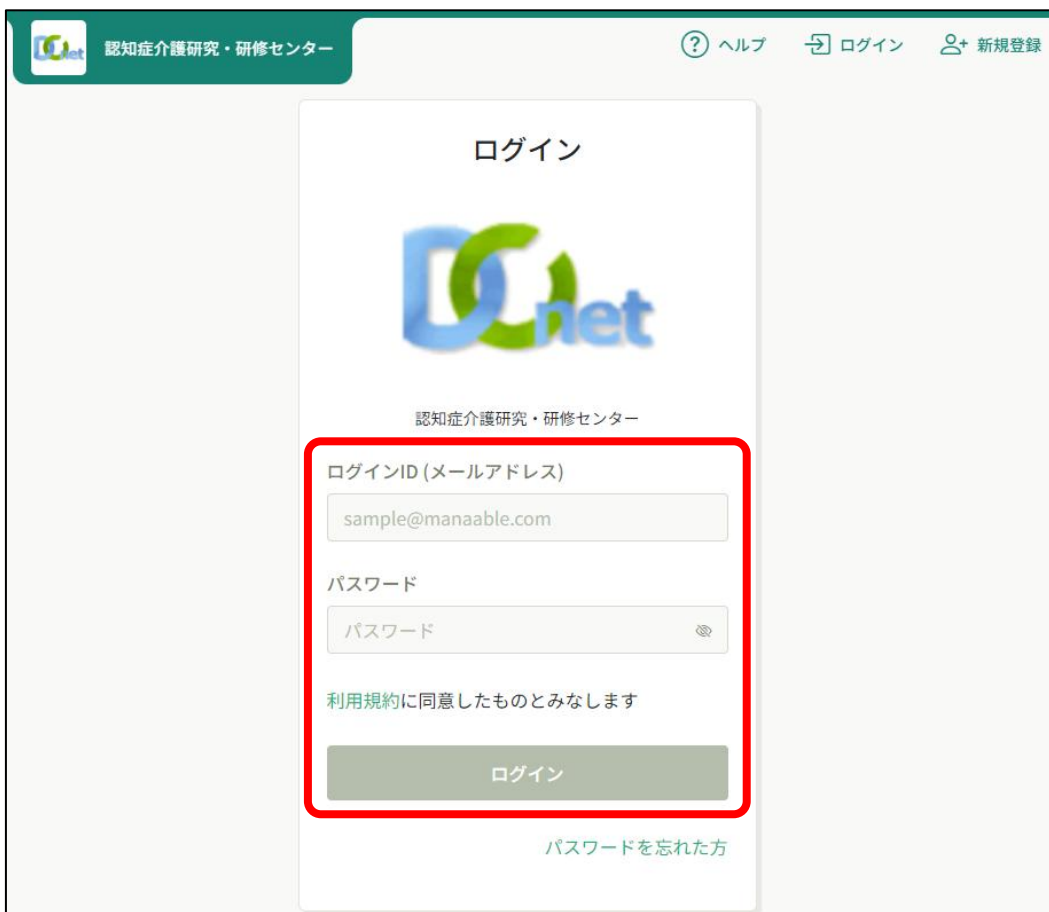 DCnet
認知症介護研究・研修センター
ヘルプ
ログイン
新規登録
ログイン
DCnet
認知症介護研究・研修センター
ログインID (メールアドレス)
sample@manaable.com
パスワード
パスワード
利用規約に同意したものとみなします
ログイン
パスワードを忘れた方